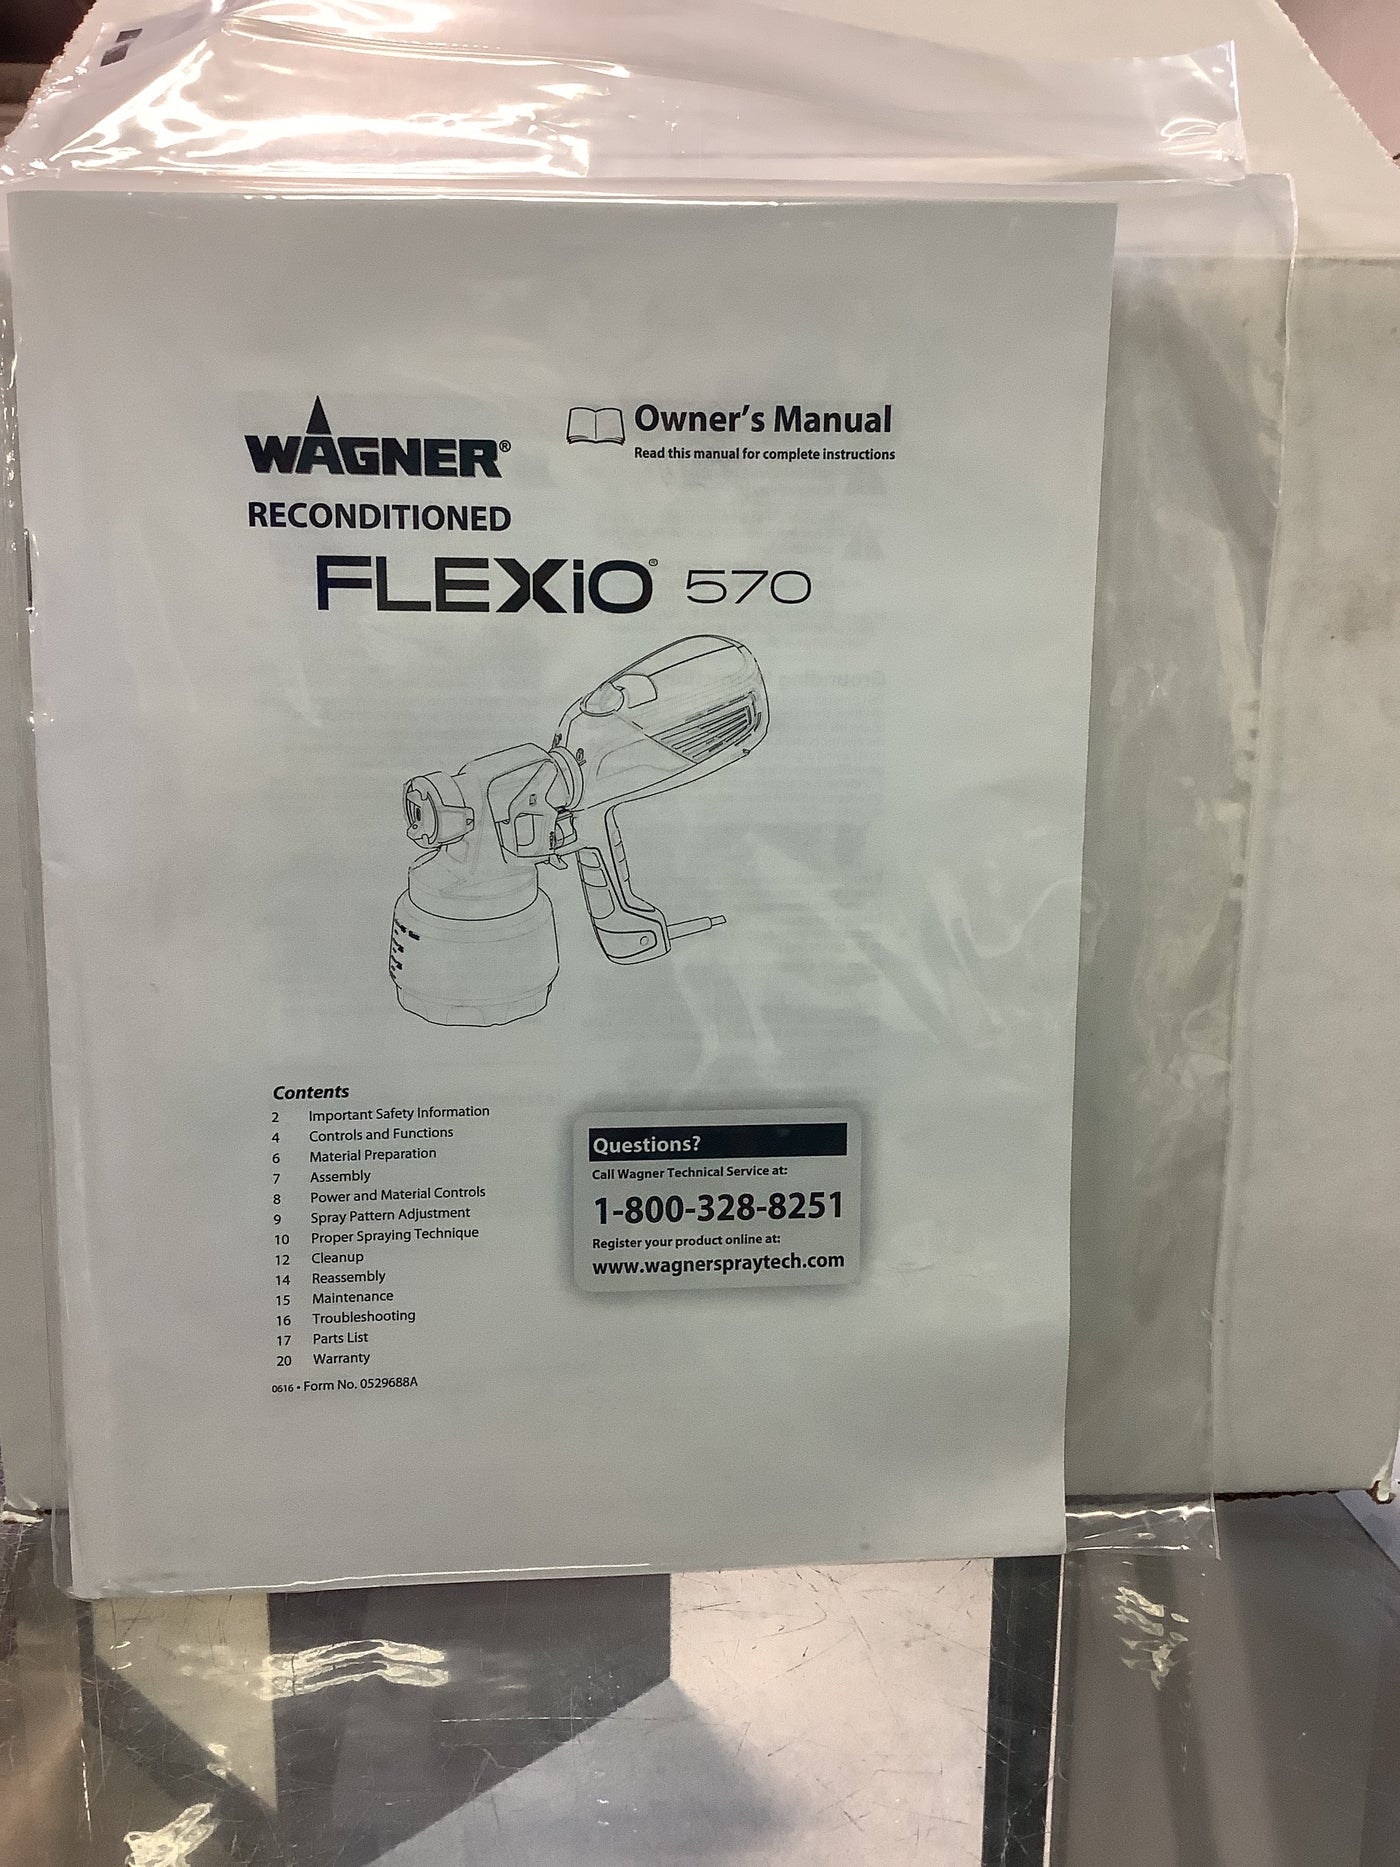 WAGNER®
RECONDITIONED
Owner's Manual
Read this manual for complete instructions
FLEXiO® 570
Contents
2 Important Safety Information
4 Controls and Functions
6 Material Preparation
7 Assembly
8 Power and Material Controls
9 Spray Pattern Adjustment
10 Proper Spraying Technique
12 Cleanup
14 Reassembly
15 Maintenance
16 Troubleshooting
17 Parts List
20 Warranty
0616 • Form No. 0529688A
Questions?
Call Wagner Technical Service at:
1-800-328-8251
Register your product online at:
www.wagnerspraytech.com